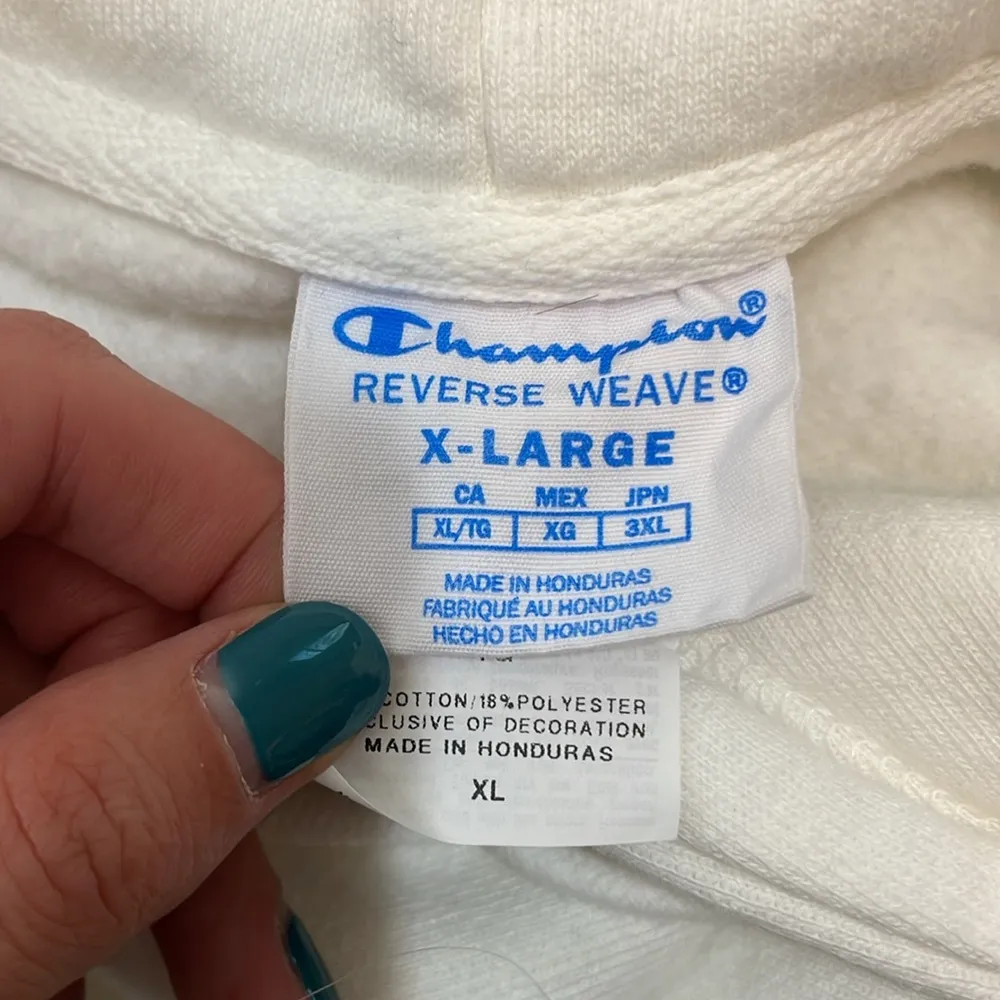 Champion®
REVERSE WEAVE®
X-LARGE
CA MEX JPN
XL/TG XG 3XL
MADE IN HONDURAS
FABRIQUÉ AU HONDURAS
HECHO EN HONDURAS
COTTON/18%POLYESTER
CLUSIVE OF DECORATION
MADE IN HONDURAS
XL